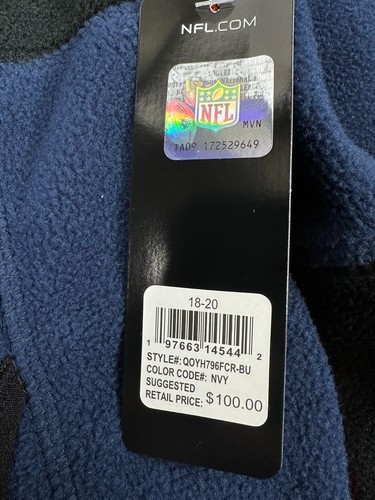 NFL.COM
NFL
MVN
TA09 172529649
18-20
1 97663 14544 2
STYLE#: QOYH796FCR-BU
COLOR CODE#: NVY
SUGGESTED
RETAIL PRICE: $100.00